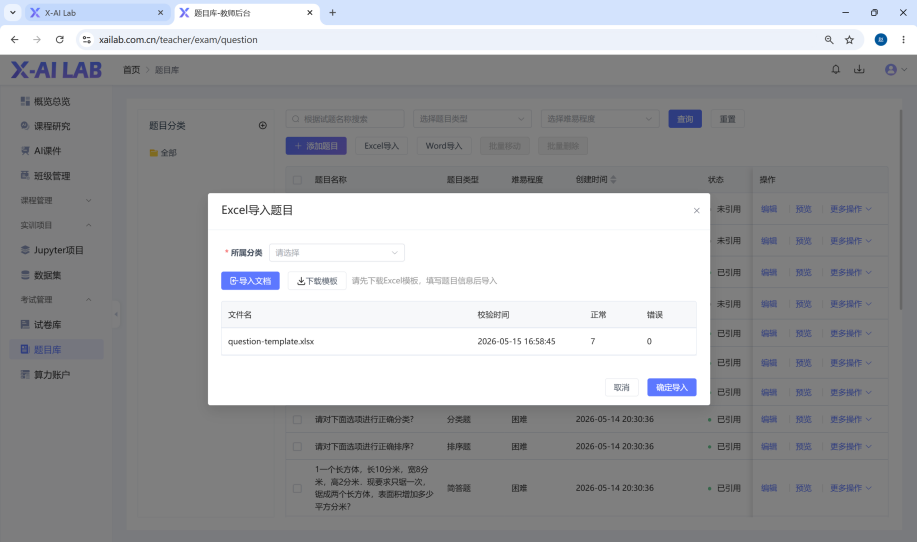 X-AI Lab
题目库-教师后台
xailab.com.cn/teacher/exam/question
X-AI LAB
首页 > 题目库
概览总览
课程研究
AI课件
班级管理
课程管理
实训项目
Jupyter项目
数据集
考试管理
试卷库
题目库
算力账户
题目分类
全部
根据试题名称搜索 请选择题目类型 请选择难易程度 查询 重置
+ 添加题目 Excel导入 Word导入 批量移动 批量删除
题目名称 题目类型 难易程度 创建时间 状态 操作
未引用 编辑 预览 更多操作
未引用 编辑 预览 更多操作
已引用 编辑 预览 更多操作
未引用 编辑 预览 更多操作
已引用 编辑 预览 更多操作
已引用 编辑 预览 更多操作
已引用 编辑 预览 更多操作
Excel导入题目
* 所属分类 请选择
导入文档 下载模板 请先下载Excel模板，填写题目信息后导入
文件名 校验时间 正常 错误
question-template.xlsx 2026-05-15 16:58:45 7 0
取消 确定导入
请对下面选项进行正确分类? 分类题 困难 2026-05-14 20:30:36 已引用 编辑 预览 更多操作
请对下面选项进行正确排序? 排序题 困难 2026-05-14 20:30:36 已引用 编辑 预览 更多操作
1一个长方体，长10分米，宽8分
米，高2分米．现要求只锯一次，
锯成两个长方体，表面积增加多少
平方分米？
简答题 困难 2026-05-14 20:30:36 已引用 编辑 预览 更多操作